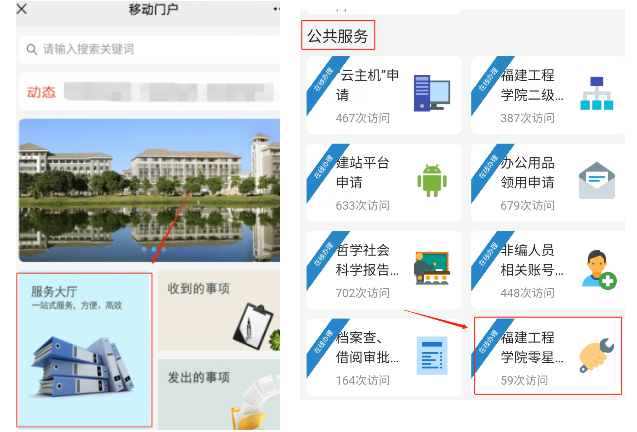 移动门户
请输入搜索关键词
动态
服务大厅
一站式服务，方便、高效
收到的事项
发出的事项
公共服务
在线办理
"云主机"申
请
467次访问
在线办理
福建工程
学院二级...
387次访问
在线办理
建站平台
申请
633次访问
在线办理
办公用品
领用申请
679次访问
在线办理
哲学社会
科学报告...
702次访问
在线办理
非编人员
相关账号...
448次访问
在线办理
档案查、
借阅审批...
164次访问
在线办理
福建工程
学院零星...
59次访问